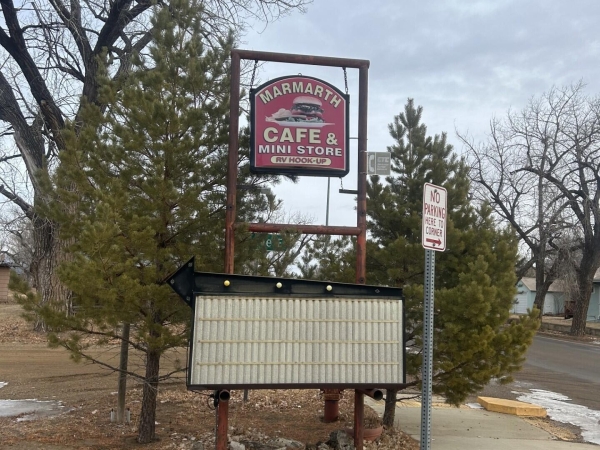 MARMARTH
CAFE &
MINI STORE
RV HOOK-UP
NO
PARKING
HERE TO
CORNER